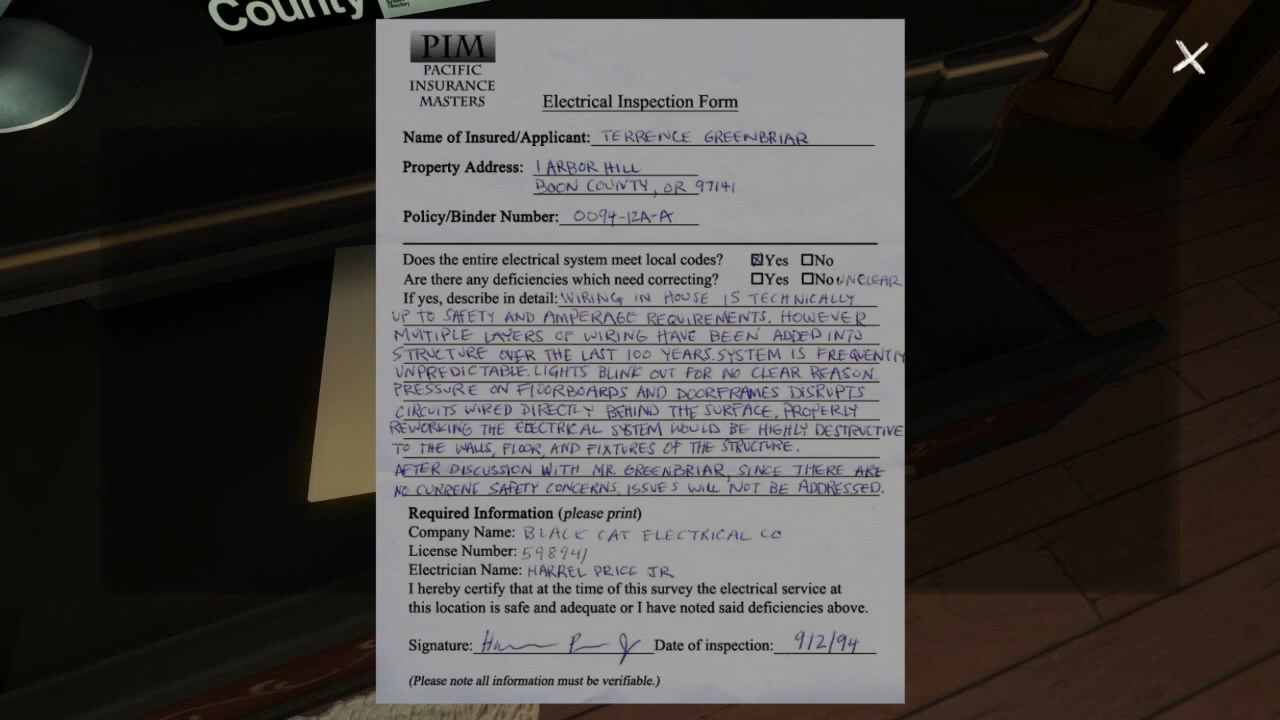 County
Directory
PIM
PACIFIC
INSURANCE
MASTERS
Electrical Inspection Form
Name of Insured/Applicant: TERRENCE GREENBRIAR
Property Address: 1 ARBOR HILL
BOON COUNTY, OR 97141
Policy/Binder Number: 0094-12A-A
Does the entire electrical system meet local codes? ☒Yes ☐No
Are there any deficiencies which need correcting? ☐Yes ☐No UNCLEAR
If yes, describe in detail: WIRING IN HOUSE IS TECHNICALLY
UP TO SAFETY AND AMPERAGE REQUIREMENTS. HOWEVER
MULTIPLE LAYERS OF WIRING HAVE BEEN ADDED INTO
STRUCTURE OVER THE LAST 100 YEARS. SYSTEM IS FREQUENTLY
UNPREDICTABLE. LIGHTS BLINK OUT FOR NO CLEAR REASON.
PRESSURE ON FLOORBOARDS AND DOORFRAMES DISRUPTS
CIRCUITS WIRED DIRECTLY BEHIND THE SURFACE. PROPERLY
REWORKING THE ELECTRICAL SYSTEM WOULD BE HIGHLY DESTRUCTIVE
TO THE WALLS, FLOOR, AND FIXTURES OF THE STRUCTURE.
AFTER DISCUSSION WITH MR. GREENBRIAR, SINCE THERE ARE
NO CURRENT SAFETY CONCERNS, ISSUES WILL NOT BE ADDRESSED.
Required Information (please print)
Company Name: BLACK CAT ELECTRICAL CO
License Number: 598941
Electrician Name: HARREL PRICE JR
I hereby certify that at the time of this survey the electrical service at
this location is safe and adequate or I have noted said deficiencies above.
Signature: Date of inspection: 9/2/94
(Please note all information must be verifiable.)